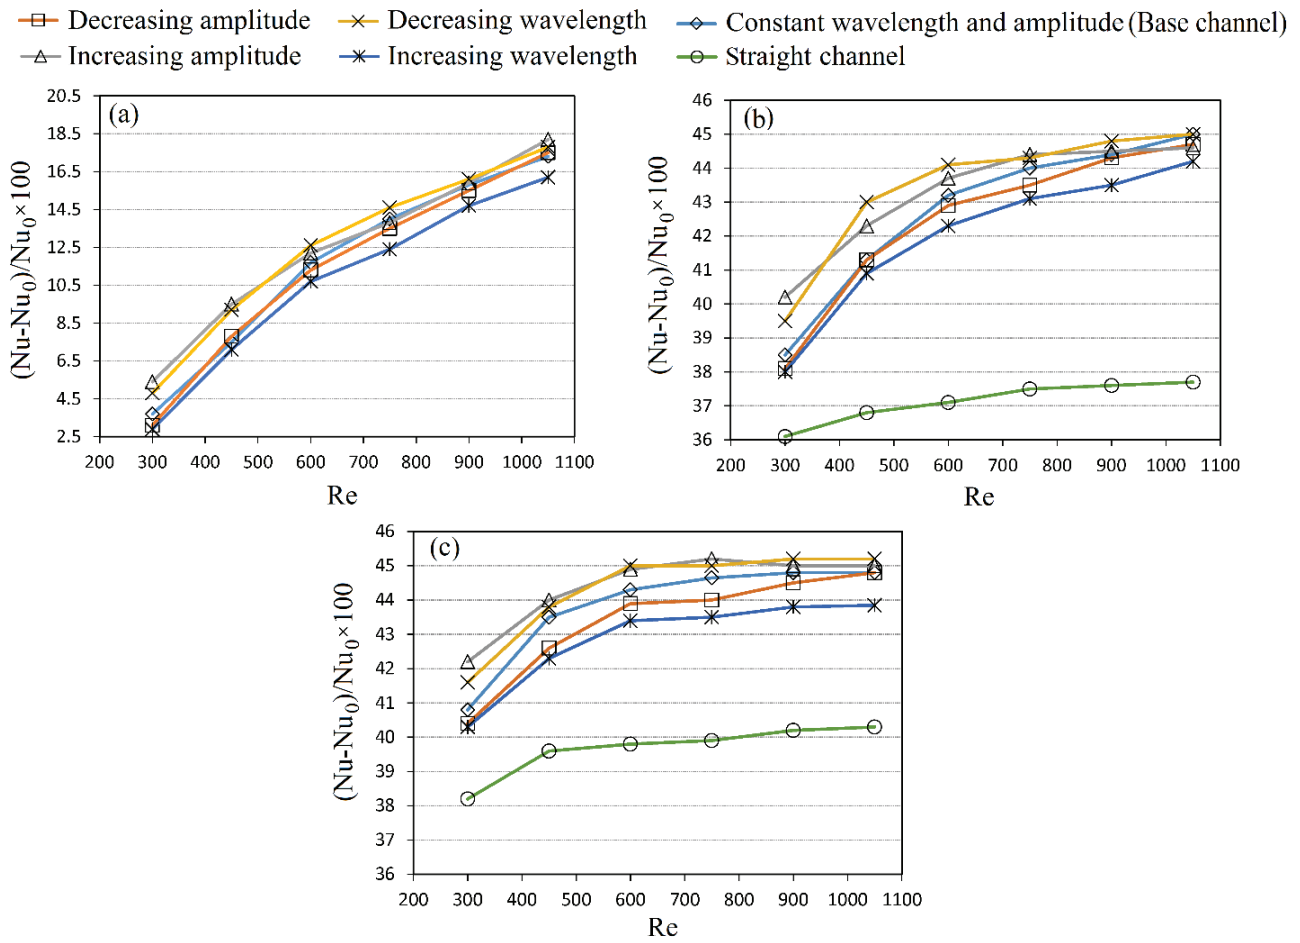 Decreasing amplitude
Decreasing wavelength
Constant wavelength and amplitude (Base channel)
Increasing amplitude
Increasing wavelength
Straight channel
(a)
(Nu-Nu0)/Nu0×100
20.5
18.5
16.5
14.5
12.5
10.5
8.5
6.5
4.5
2.5
200 300 400 500 600 700 800 900 1000 1100
Re
(b)
(Nu-Nu0)/Nu0×100
46
45
44
43
42
41
40
39
38
37
36
200 300 400 500 600 700 800 900 1000 1100
Re
(c)
(Nu-Nu0)/Nu0×100
46
45
44
43
42
41
40
39
38
37
36
200 300 400 500 600 700 800 900 1000 1100
Re